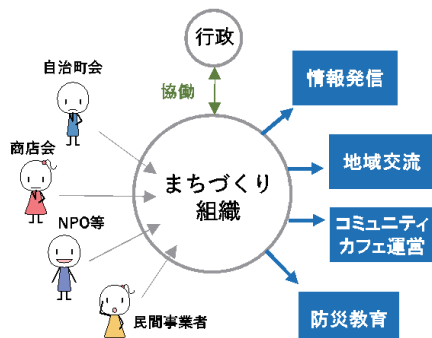 行政
協働
自治町会
商店会
NPO等
民間事業者
まちづくり
組織
情報発信
地域交流
コミュニティ
カフェ運営
防災教育